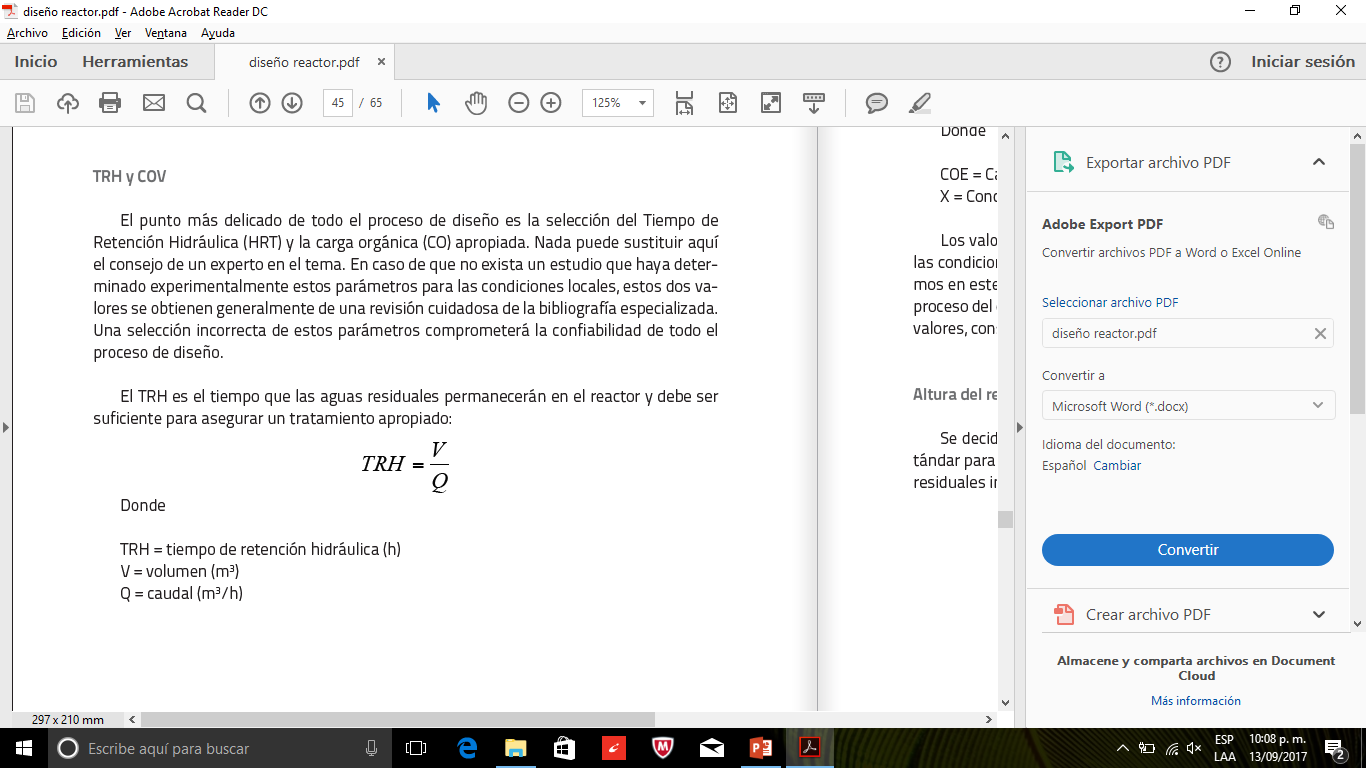 diseño reactor.pdf - Adobe Acrobat Reader DC
Archivo Edición Ver Ventana Ayuda
Inicio Herramientas diseño reactor.pdf × ? Iniciar sesión
45 / 65 125%
TRH y COV
El punto más delicado de todo el proceso de diseño es la selección del Tiempo de
Retención Hidráulica (HRT) y la carga orgánica (CO) apropiada. Nada puede sustituir aquí
el consejo de un experto en el tema. En caso de que no exista un estudio que haya deter-
minado experimentalmente estos parámetros para las condiciones locales, estos dos va-
lores se obtienen generalmente de una revisión cuidadosa de la bibliografía especializada.
Una selección incorrecta de estos parámetros comprometerá la confiabilidad de todo el
proceso de diseño.
El TRH es el tiempo que las aguas residuales permanecerán en el reactor y debe ser
suficiente para asegurar un tratamiento apropiado:
TRH = V
Q
Donde
TRH = tiempo de retención hidráulica (h)
V = volumen (m³)
Q = caudal (m³/h)
Donde
COE = Ca
X = Conc
Los valo
las condicion
mos en este
proceso del
valores, con
Altura del re
Se decid
tándar para
residuales in
Exportar archivo PDF
Adobe Export PDF
Convertir archivos PDF a Word o Excel Online
Seleccionar archivo PDF
diseño reactor.pdf
Convertir a
Microsoft Word (*.docx)
Idioma del documento:
Español Cambiar
Convertir
Crear archivo PDF
Almacene y comparta archivos en Document
Cloud
Más información
297 x 210 mm
Escribe aquí para buscar
ESP 10:08 p. m.
LAA 13/09/2017 2